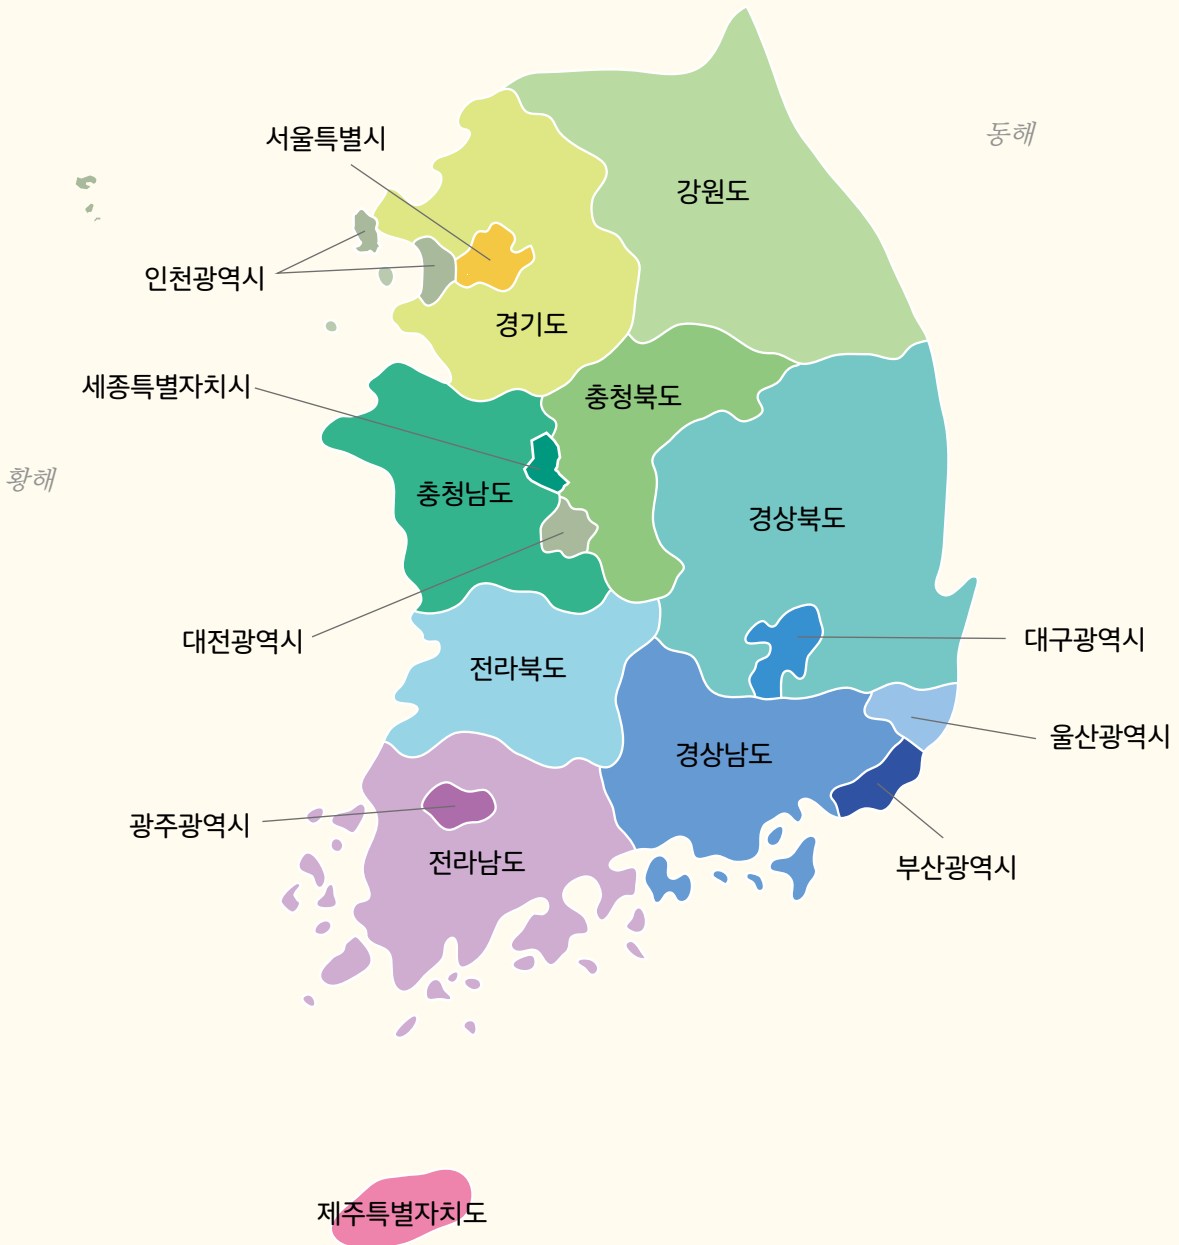 동해
서울특별시
강원도
인천광역시
경기도
세종특별자치시
충청북도
황해
충청남도
경상북도
대전광역시
대구광역시
전라북도
울산광역시
경상남도
광주광역시
전라남도
부산광역시
제주특별자치도